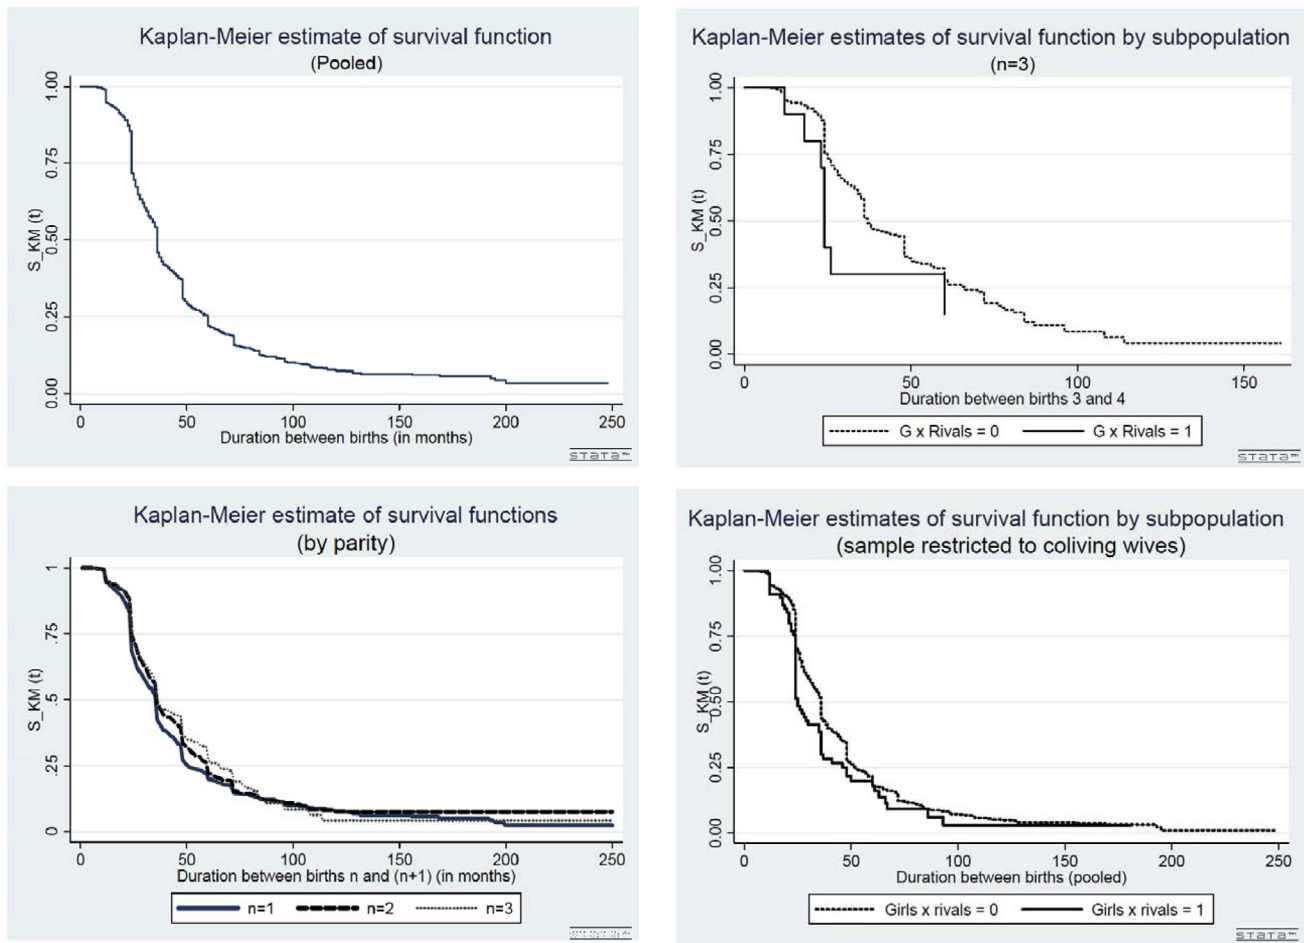 Kaplan-Meier estimate of survival function
(Pooled)
S_KM (t)
1.00
0.75
0.50
0.25
0.00
0
50
100
150
200
250
Duration between births (in months)
STATA™
Kaplan-Meier estimates of survival function by subpopulation
(n=3)
S_KM (t)
1.00
0.75
0.50
0.25
0.00
0
50
100
150
Duration between births 3 and 4
G x Rivals = 0
G x Rivals = 1
STATA™
Kaplan-Meier estimate of survival functions
(by parity)
S_KM (t)
1
.75
.5
.25
0
0
50
100
150
200
250
Duration between births n and (n+1) (in months)
n=1
n=2
n=3
STATA™
Kaplan-Meier estimates of survival function by subpopulation
(sample restricted to coliving wives)
S_KM (t)
1.00
0.75
0.50
0.25
0.00
0
50
100
150
200
250
Duration between births (pooled)
Girls x rivals = 0
Girls x rivals = 1
STATA™